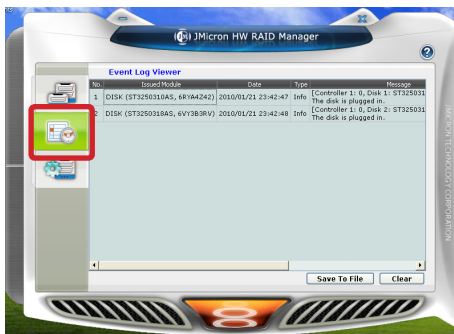 JMicron HW RAID Manager
Event Log Viewer
No Issued Module Date Type Message
1 DISK (ST3250310AS, 6RYA4Z42) 2010/01/21 23:42:47 Info [Controller 1: 0, Disk 1: ST325031
The disk is plugged in.
2 DISK (ST3250318AS, 6VY3B3RV) 2010/01/21 23:42:48 Info [Controller 1: 0, Disk 2: ST325031
The disk is plugged in.
Save To File Clear
JMICRON TECHNOLOGY CORPORATION